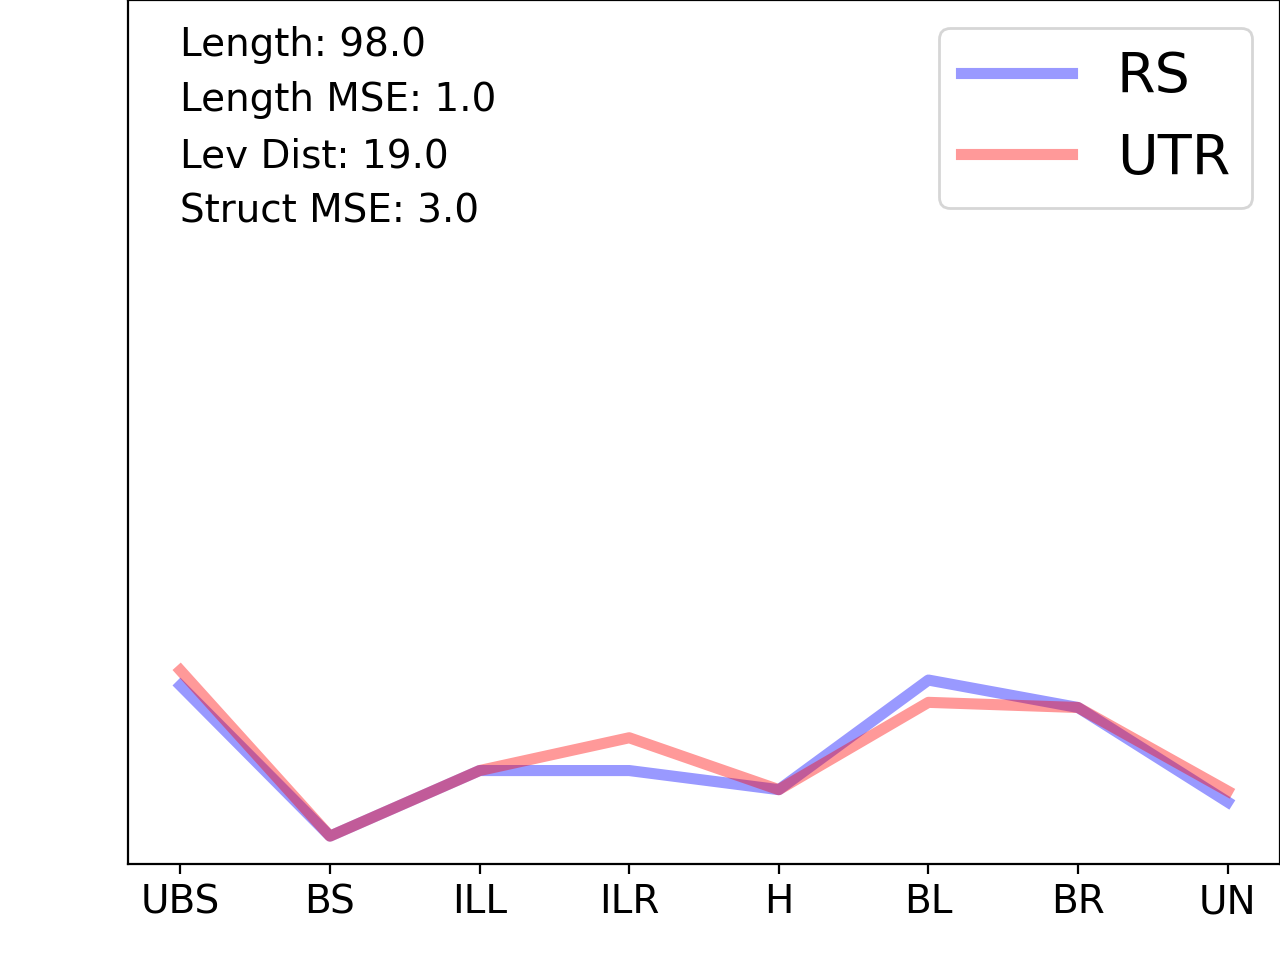 Length: 98.0
Length MSE: 1.0
Lev Dist: 19.0
Struct MSE: 3.0
RS
UTR
UBS BS ILL ILR H BL BR UN